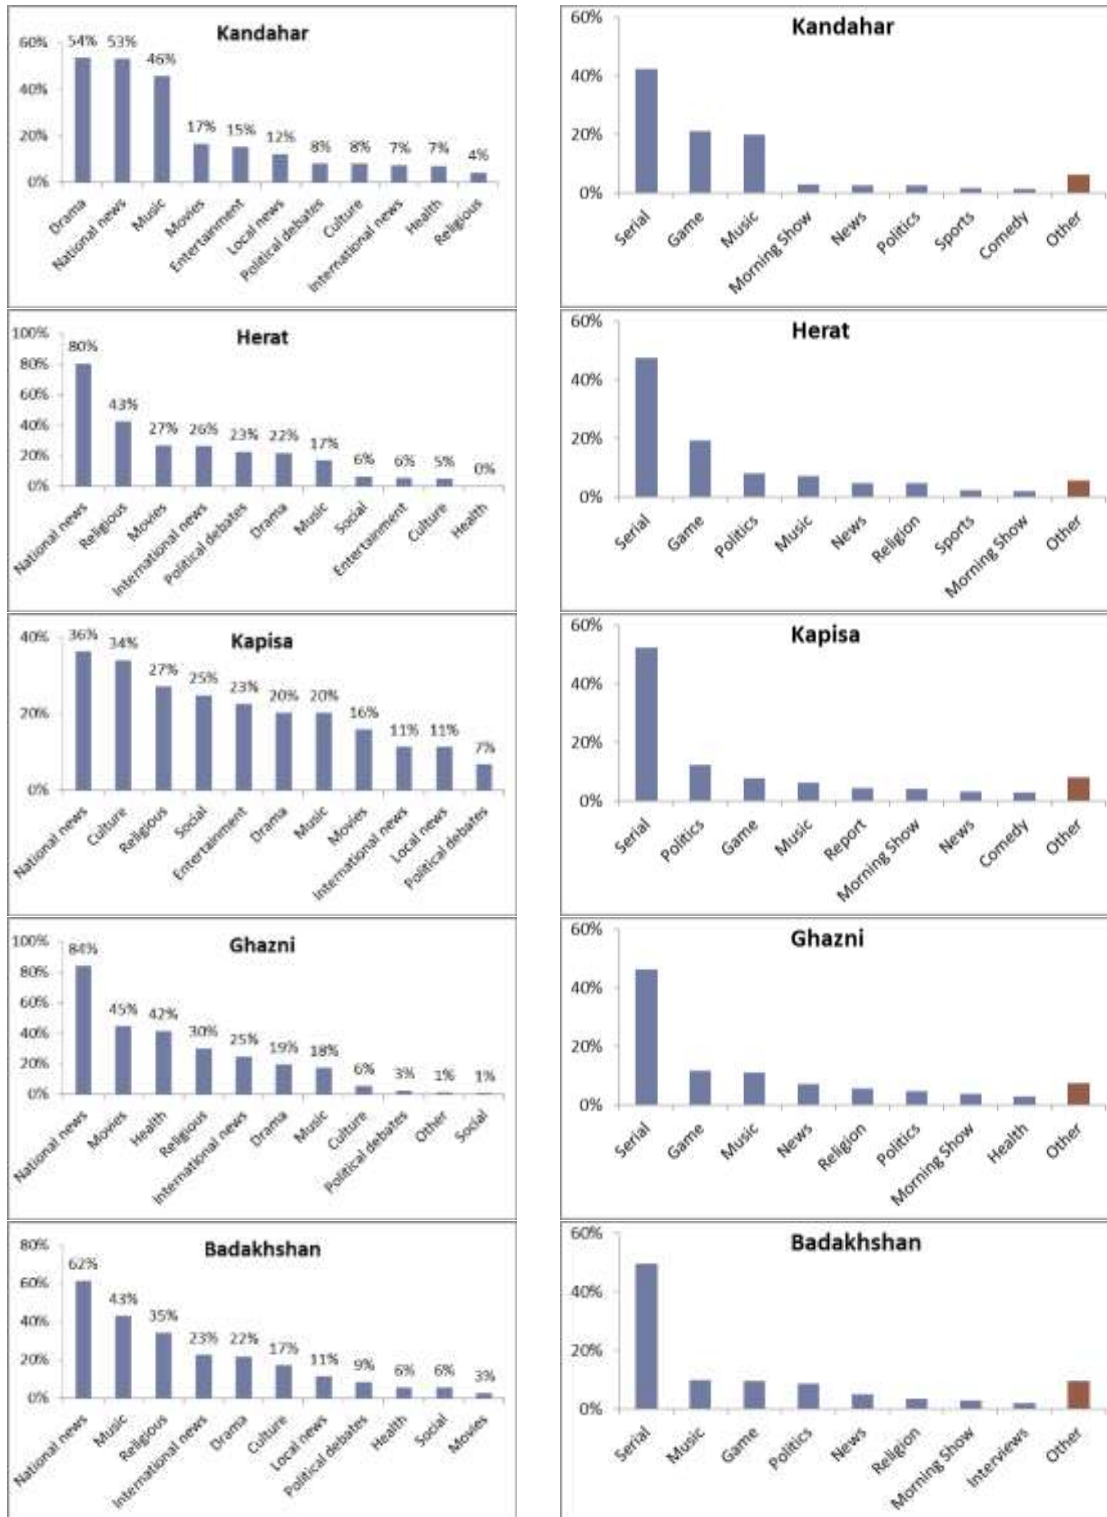 Kandahar
60%
40%
20%
0%
54% 53% 46% 17% 15% 12% 8% 8% 7% 7% 4%
Drama National news Music Movies Entertainment Local news Political debates Culture International news Health Religious
Kandahar
60%
40%
20%
0%
Serial Game Music Morning Show News Politics Sports Comedy Other
Herat
100%
80%
60%
40%
20%
0%
80% 43% 27% 26% 23% 22% 17% 6% 6% 5% 0%
National news Religious Movies International news Political debates Drama Music Social Entertainment Culture Health
Herat
60%
40%
20%
0%
Serial Game Politics Music News Religion Sports Morning Show Other
Kapisa
40%
20%
0%
36% 34% 27% 25% 23% 20% 20% 16% 11% 11% 7%
National news Culture Religious Social Entertainment Drama Music Movies International news Local news Political debates
Kapisa
60%
40%
20%
0%
Serial Politics Game Music Report Morning Show News Comedy Other
Ghazni
100%
80%
60%
40%
20%
0%
84% 45% 42% 30% 25% 19% 18% 6% 3% 1% 1%
National news Movies Health Religious International news Drama Music Culture Political debates Other Social
Ghazni
60%
40%
20%
0%
Serial Game Music News Religion Politics Morning Show Health Other
Badakhshan
80%
60%
40%
20%
0%
62% 43% 35% 23% 22% 17% 11% 9% 6% 6% 3%
National news Music Religious International news Drama Culture Local news Political debates Health Social Movies
Badakhshan
60%
40%
20%
0%
Serial Music Game Politics News Religion Morning Show Interviews Other